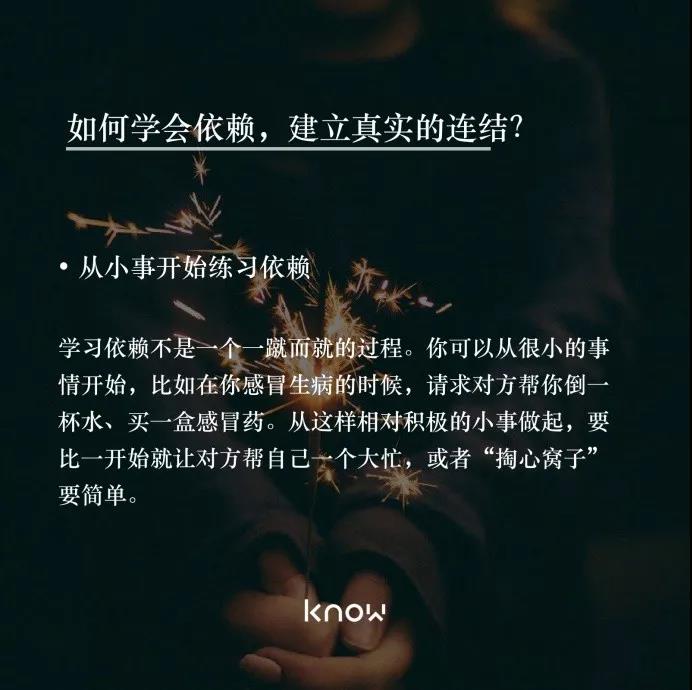 如何学会依赖，建立真实的连结？
• 从小事开始练习依赖
学习依赖不是一个一蹴而就的过程。你可以从很小的事
情开始，比如在你感冒生病的时候，请求对方帮你倒一
杯水、买一盒感冒药。从这样相对积极的小事做起，要
比一开始就让对方帮自己一个大忙，或者“掏心窝子”
要简单。
know